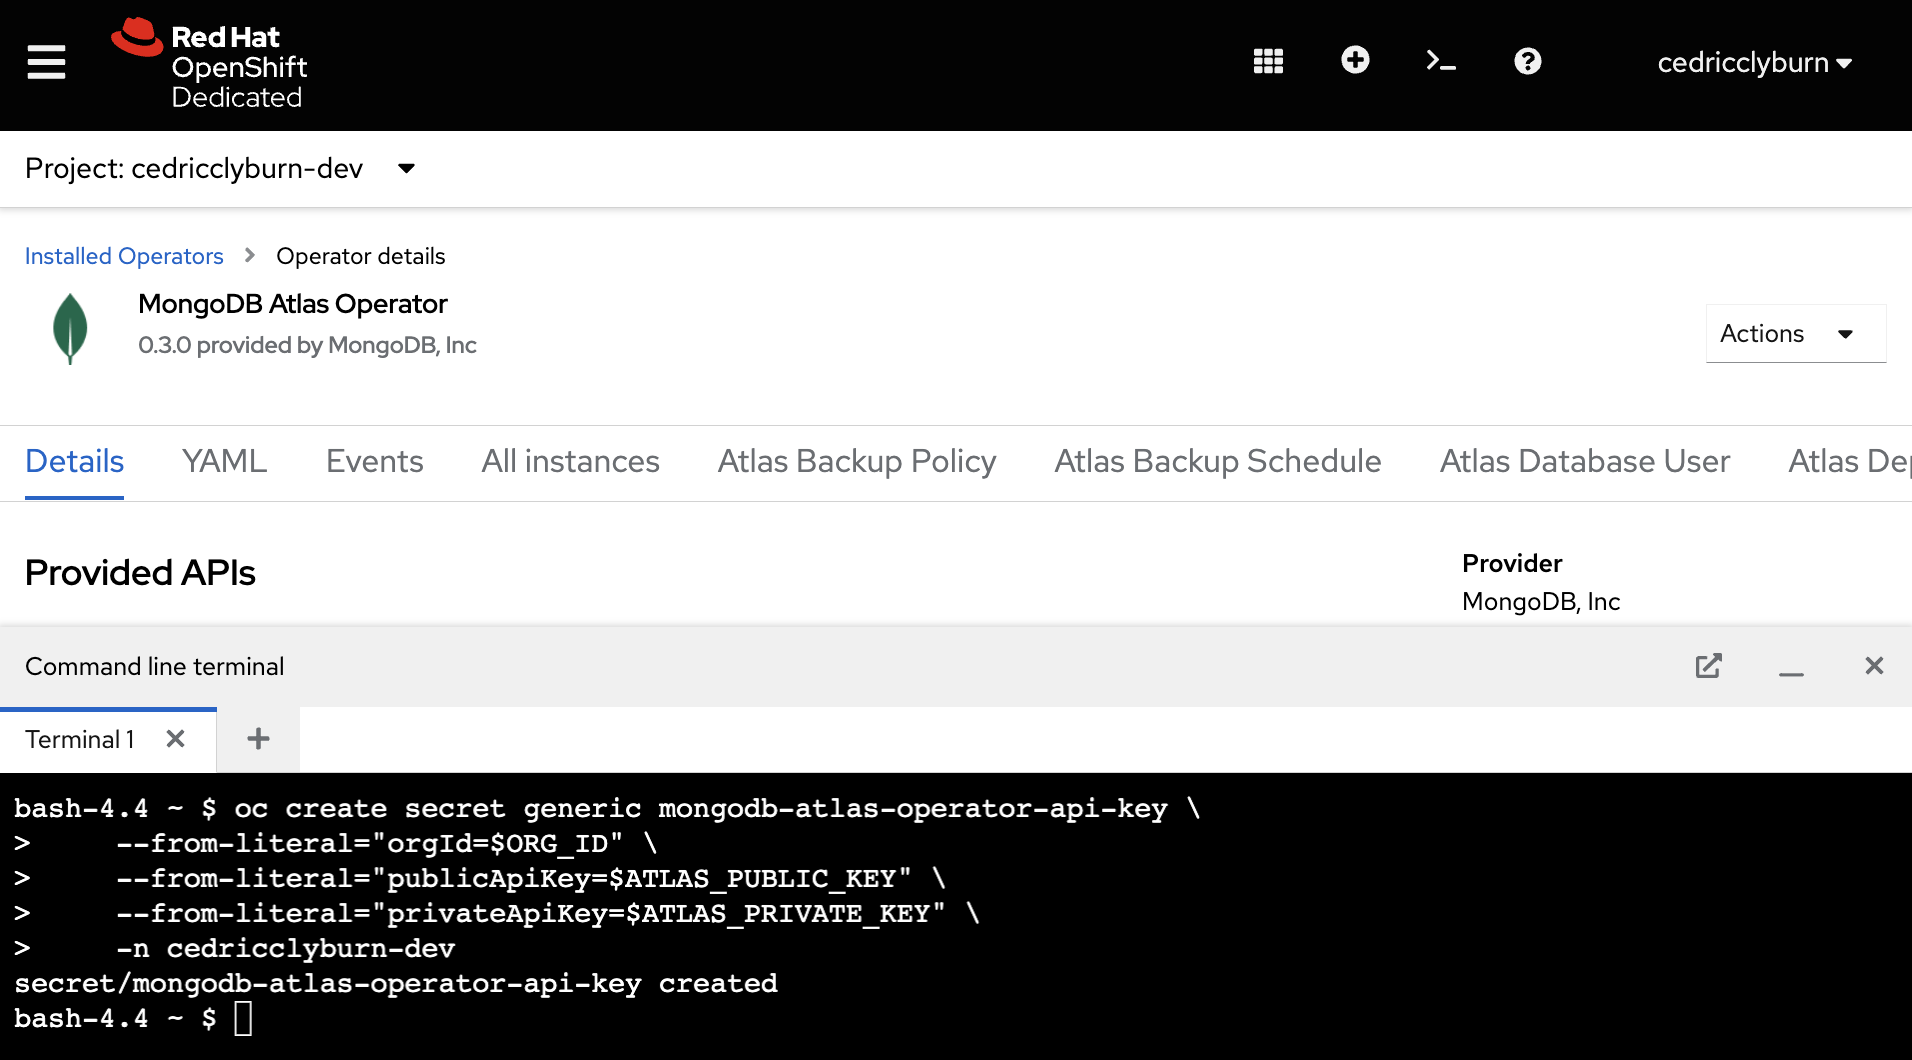 Red Hat
OpenShift
Dedicated
cedricclyburn
Project: cedricclyburn-dev
Installed Operators > Operator details
MongoDB Atlas Operator
0.3.0 provided by MongoDB, Inc
Actions
Details YAML Events All instances Atlas Backup Policy Atlas Backup Schedule Atlas Database User Atlas De
Provided APIs
Provider
MongoDB, Inc
Command line terminal
Terminal 1
bash-4.4 ~ $ oc create secret generic mongodb-atlas-operator-api-key \
>     --from-literal="orgId=$ORG_ID" \
>     --from-literal="publicApiKey=$ATLAS_PUBLIC_KEY" \
>     --from-literal="privateApiKey=$ATLAS_PRIVATE_KEY" \
>     -n cedricclyburn-dev
secret/mongodb-atlas-operator-api-key created
bash-4.4 ~ $